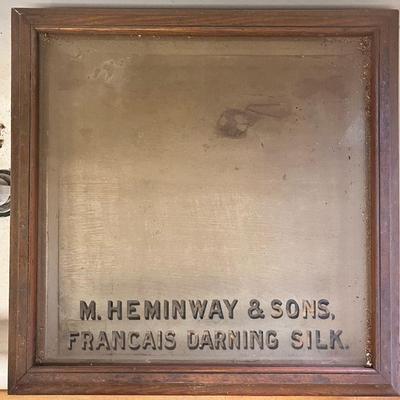 M. HEMINWAY & SONS,
FRANCAIS DARNING SILK.